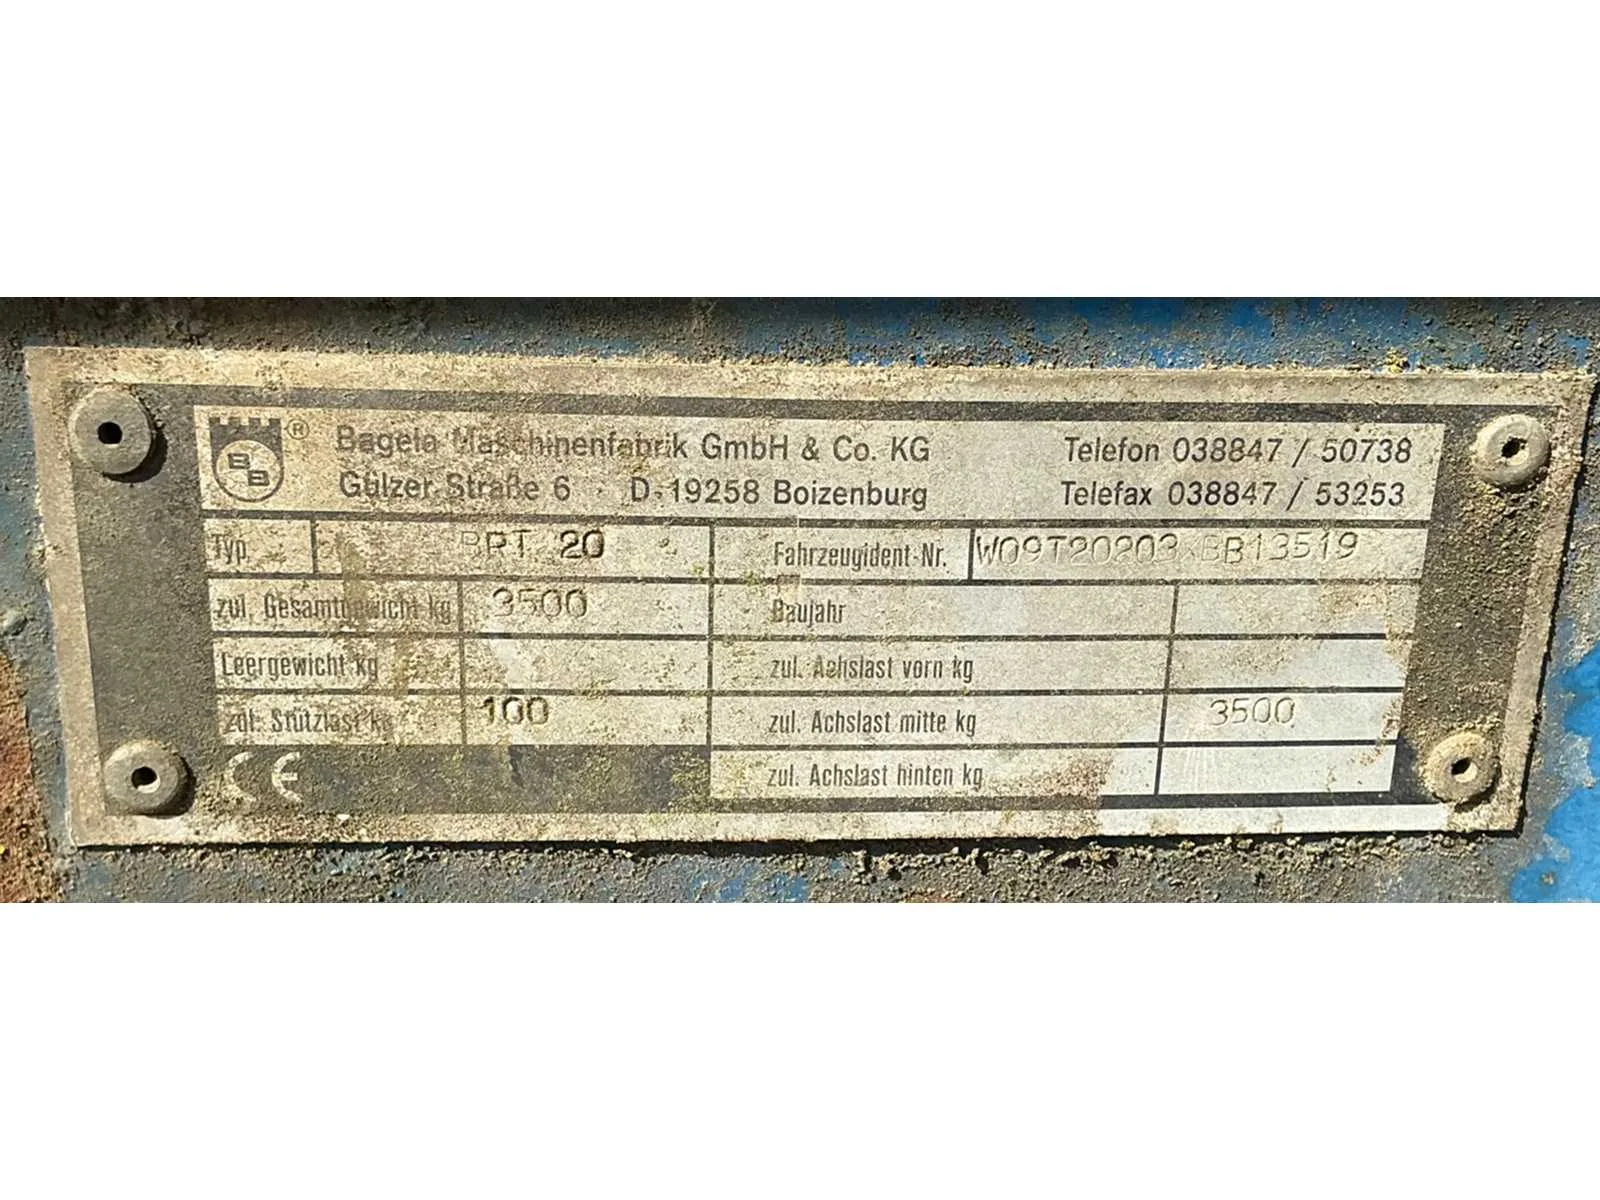 BB ® Bagela Maschinenfabrik GmbH & Co. KG Telefon 038847 / 50738
Gülzer Straße 6 · D-19258 Boizenburg Telefax 038847 / 53253
Typ BRT 20 Fahrzeugident-Nr. W09T20203 BB13519
zul. Gesamtgewicht kg 3500 Baujahr
Leergewicht kg zul. Achslast vorn kg
zul. Stützlast kg 100 zul. Achslast mitte kg 3500
CE zul. Achslast hinten kg